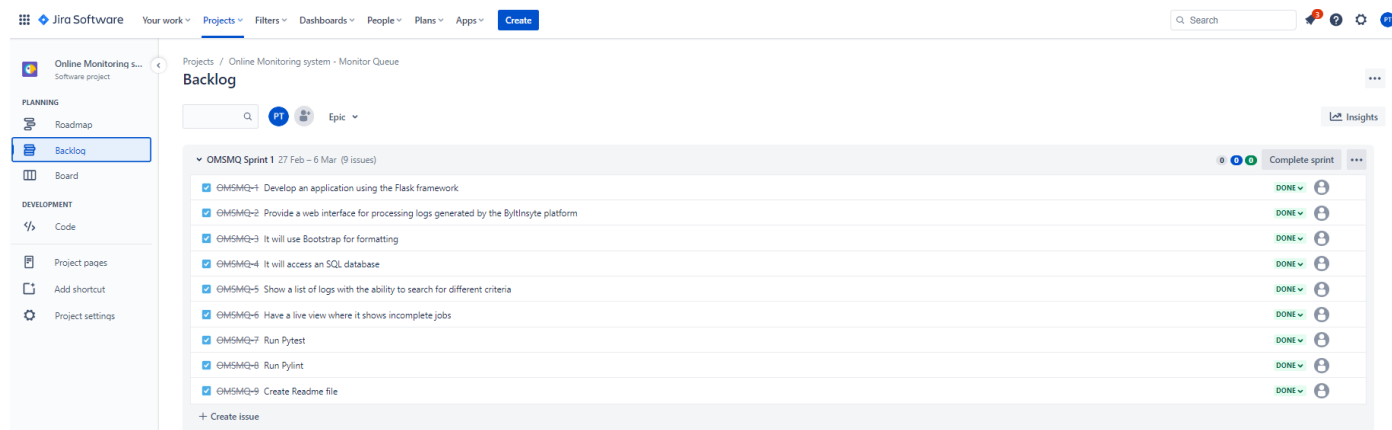 Jira Software Your work Projects Filters Dashboards People Plans Apps Create Search 3 PT
Online Monitoring s...
Software project
PLANNING
Roadmap
Backlog
Board
DEVELOPMENT
Code
Project pages
Add shortcut
Project settings
Projects / Online Monitoring system - Monitor Queue
Backlog
PT Epic Insights
OMSMQ Sprint 1 27 Feb – 6 Mar (9 issues) 0 0 0 Complete sprint
OMSMQ-1 Develop an application using the Flask framework DONE
OMSMQ-2 Provide a web interface for processing logs generated by the ByltInsyte platform DONE
OMSMQ-3 It will use Bootstrap for formatting DONE
OMSMQ-4 It will access an SQL database DONE
OMSMQ-5 Show a list of logs with the ability to search for different criteria DONE
OMSMQ-6 Have a live view where it shows incomplete jobs DONE
OMSMQ-7 Run Pytest DONE
OMSMQ-8 Run Pylint DONE
OMSMQ-9 Create Readme file DONE
+ Create issue